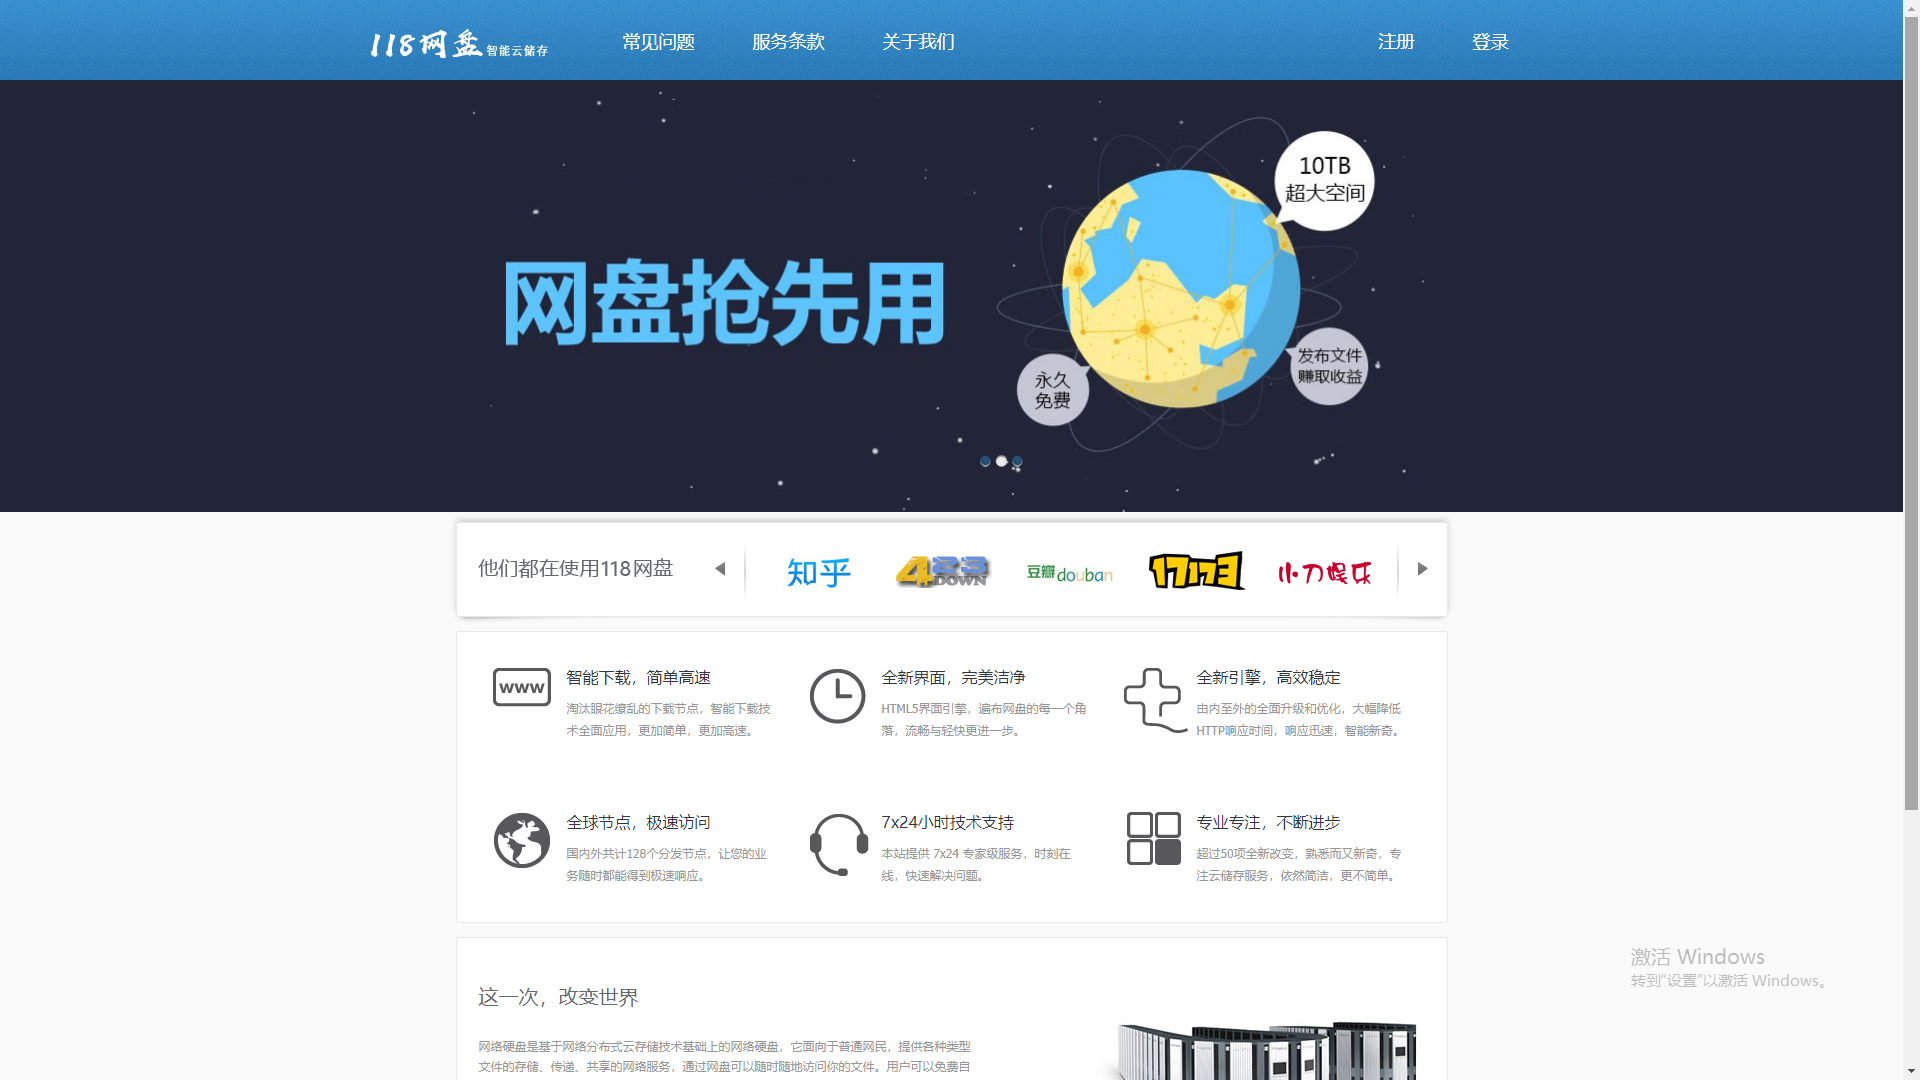 118网盘 智能云储存
常见问题
服务条款
关于我们
注册
登录
网盘抢先用
10TB
超大空间
永久
免费
发布文件
赚取收益
他们都在使用118网盘
知乎
423
DOWN
豆瓣douban
17173
小刀娱乐
www
智能下载，简单高速
淘汰眼花缭乱的下载节点，智能下载技
术全面应用，更加简单，更加高速。
全新界面，完美洁净
HTML5界面引擎，遍布网盘的每一个角
落，流畅与轻快更进一步。
全新引擎，高效稳定
由内至外的全面升级和优化，大幅降低
HTTP响应时间，响应迅速，智能新奇。
全球节点，极速访问
国内外共计128个分发节点，让您的业
务随时都能得到极速响应。
7x24小时技术支持
本站提供 7x24 专家级服务，时刻在
线，快速解决问题。
专业专注，不断进步
超过50项全新改变，熟悉而又新奇，专
注云储存服务，依然简洁，更不简单。
这一次，改变世界
网络硬盘是基于网络分布式云存储技术基础上的网络硬盘，它面向于普通网民，提供各种类型
文件的存储、传递、共享的网络服务，通过网盘可以随时随地访问你的文件。用户可以免费自
激活 Windows
转到“设置”以激活 Windows。